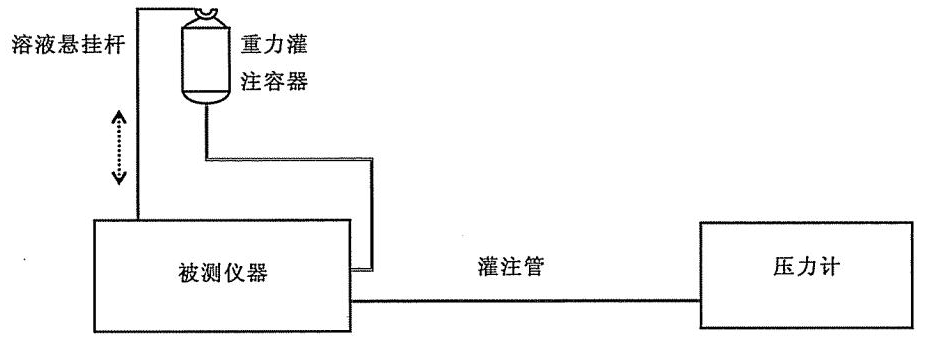 溶液悬挂杆
重力灌
注容器
被测仪器
灌注管
压力计